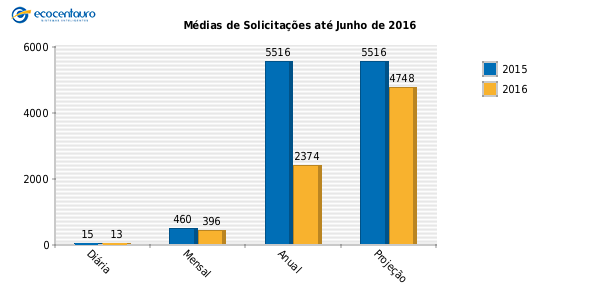 ecocentauro
Médias de Solicitações até Junho de 2016
6000
4000
2000
0
15
13
460
396
5516
2374
5516
4748
Diária
Mensal
Anual
Projeção
2015
2016